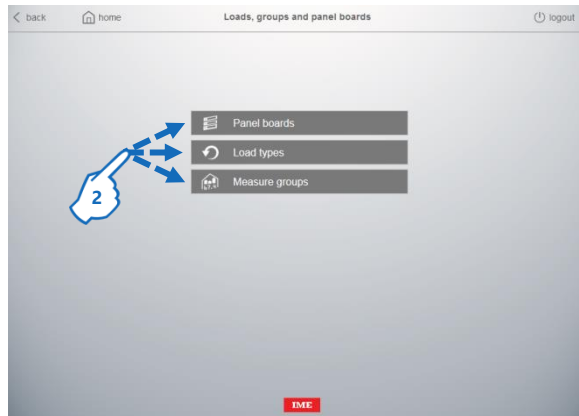 back
home
Loads, groups and panel boards
logout
Panel boards
Load types
Measure groups
2
IME